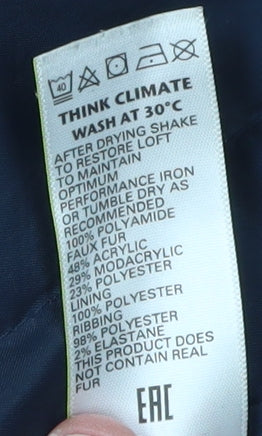 40
THINK CLIMATE
WASH AT 30°C
AFTER DRYING SHAKE
TO RESTORE LOFT
TO MAINTAIN
OPTIMUM
PERFORMANCE IRON
OR TUMBLE DRY AS
RECOMMENDED
100% POLYAMIDE
FAUX FUR
48% ACRYLIC
29% MODACRYLIC
23% POLYESTER
LINING
100% POLYESTER
RIBBING
98% POLYESTER
2% ELASTANE
THIS PRODUCT DOES
NOT CONTAIN REAL
FUR
EAC